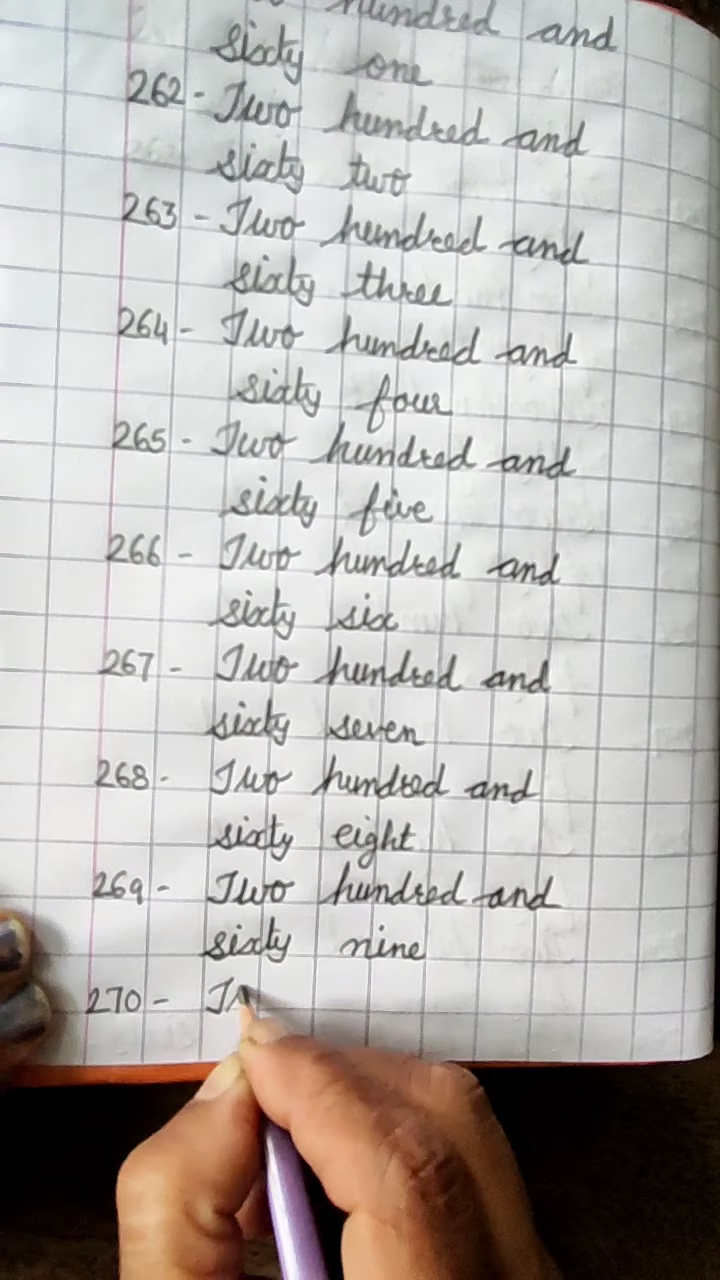 hundred and
sixty one
262 - Two hundred and
sixty two
263 - Two hundred and
sixty three
264 - Two hundred and
sixty four
265 - Two hundred and
sixty five
266 - Two hundred and
sixty six
267 - Two hundred and
sixty seven
268 - Two hundred and
sixty eight
269 - Two hundred and
sixty nine
270 -